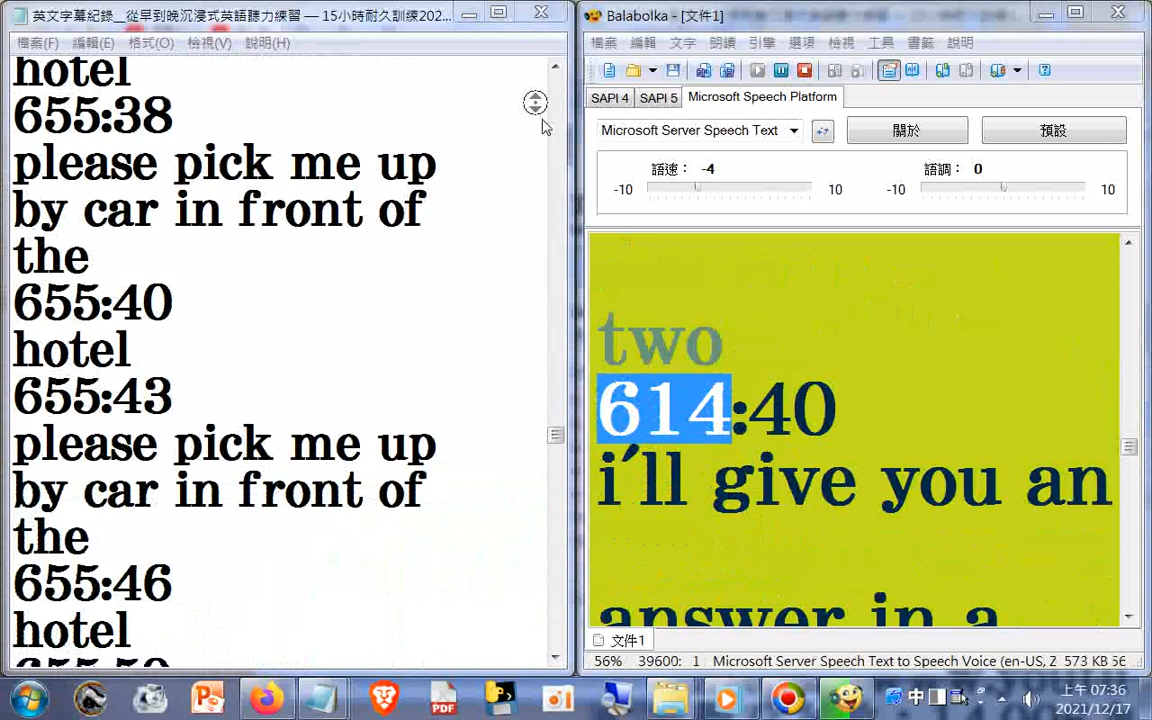 英文字幕紀錄__從早到晚沉浸式英語聽力練習 — 15小時耐久訓練202...
檔案(F) 編輯(E) 格式(O) 檢視(V) 說明(H)
hotel
655:38
please pick me up
by car in front of
the
655:40
hotel
655:43
please pick me up
by car in front of
the
655:46
hotel
Balabolka - [文件1]
檔案 編輯 文字 朗讀 引擎 選項 檢視 工具 書籤 說明
SAPI 4 SAPI 5 Microsoft Speech Platform
Microsoft Server Speech Text 關於 預設
語速： -4 語調： 0
-10 10 -10 10
two
614:40
i´ll give you an
answer in a
文件1
56% 39600: 1 Microsoft Server Speech Text to Speech Voice (en-US, Z 573 KB 56
PDF
中
上午 07:36
2021/12/17